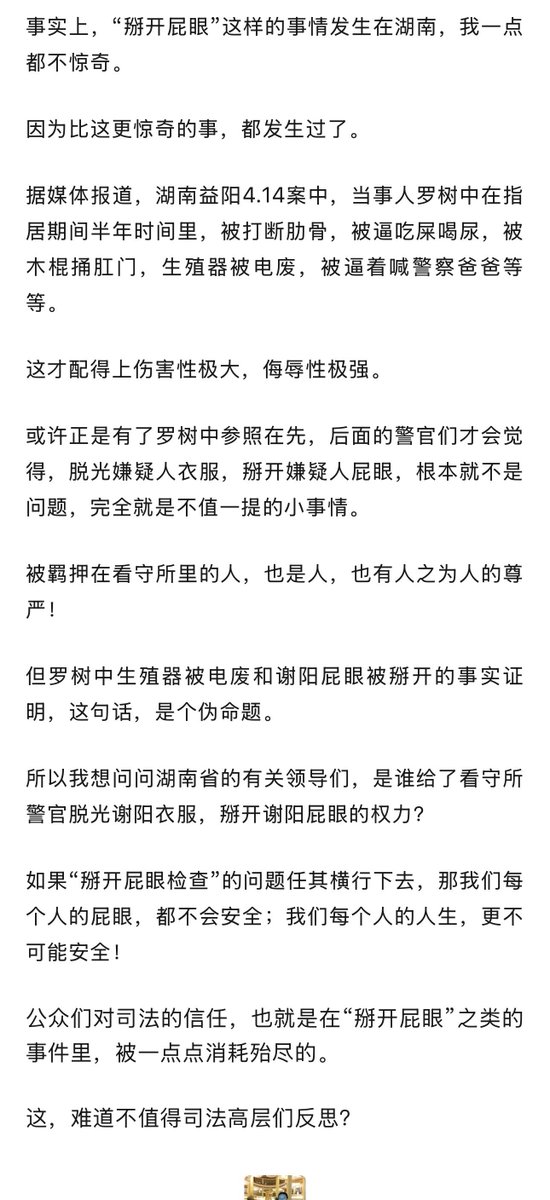 事实上，“掰开屁眼”这样的事情发生在湖南，我一点
都不惊奇。
因为比这更惊奇的事，都发生过了。
据媒体报道，湖南益阳4.14案中，当事人罗树中在指
居期间半年时间里，被打断肋骨，被逼吃屎喝尿，被
木棍捅肛门，生殖器被电废，被逼着喊警察爸爸等
等。
这才配得上伤害性极大，侮辱性极强。
或许正是有了罗树中参照在先，后面的警官们才会觉
得，脱光嫌疑人衣服，掰开嫌疑人屁眼，根本就不是
问题，完全就是不值一提的小事情。
被羁押在看守所里的人，也是人，也有人之为人的尊
严！
但罗树中生殖器被电废和谢阳屁眼被掰开的事实证
明，这句话，是个伪命题。
所以我想问问湖南省的有关领导们，是谁给了看守所
警官脱光谢阳衣服，掰开谢阳屁眼的权力？
如果“掰开屁眼检查”的问题任其横行下去，那我们每
个人的屁眼，都不会安全；我们每个人的人生，更不
可能安全！
公众们对司法的信任，也就是在“掰开屁眼”之类的
事件里，被一点点消耗殆尽的。
这，难道不值得司法高层们反思？